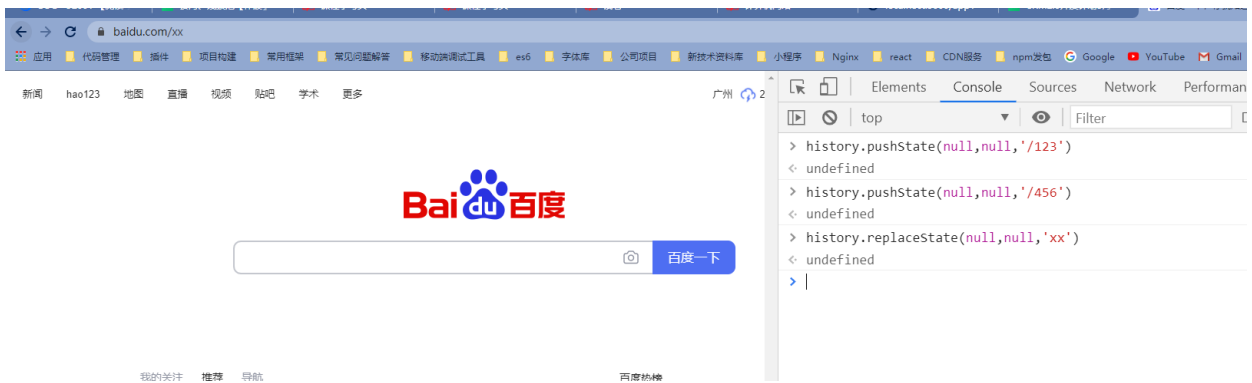 baidu.com/xx
应用 代码管理 插件 项目构建 常用框架 常见问题解答 移动端调试工具 es6 字体库 公司项目 新技术资料库 小程序 Nginx react CDN服务 npm发包 Google YouTube Gmail
新闻 hao123 地图 直播 视频 贴吧 学术 更多 广州 2
Elements Console Sources Network Performan
top Filter
> history.pushState(null,null,'/123')
undefined
> history.pushState(null,null,'/456')
undefined
> history.replaceState(null,null,'xx')
undefined
>
Bai du 百度
百度一下
我的关注 推荐 导航 百度热榜